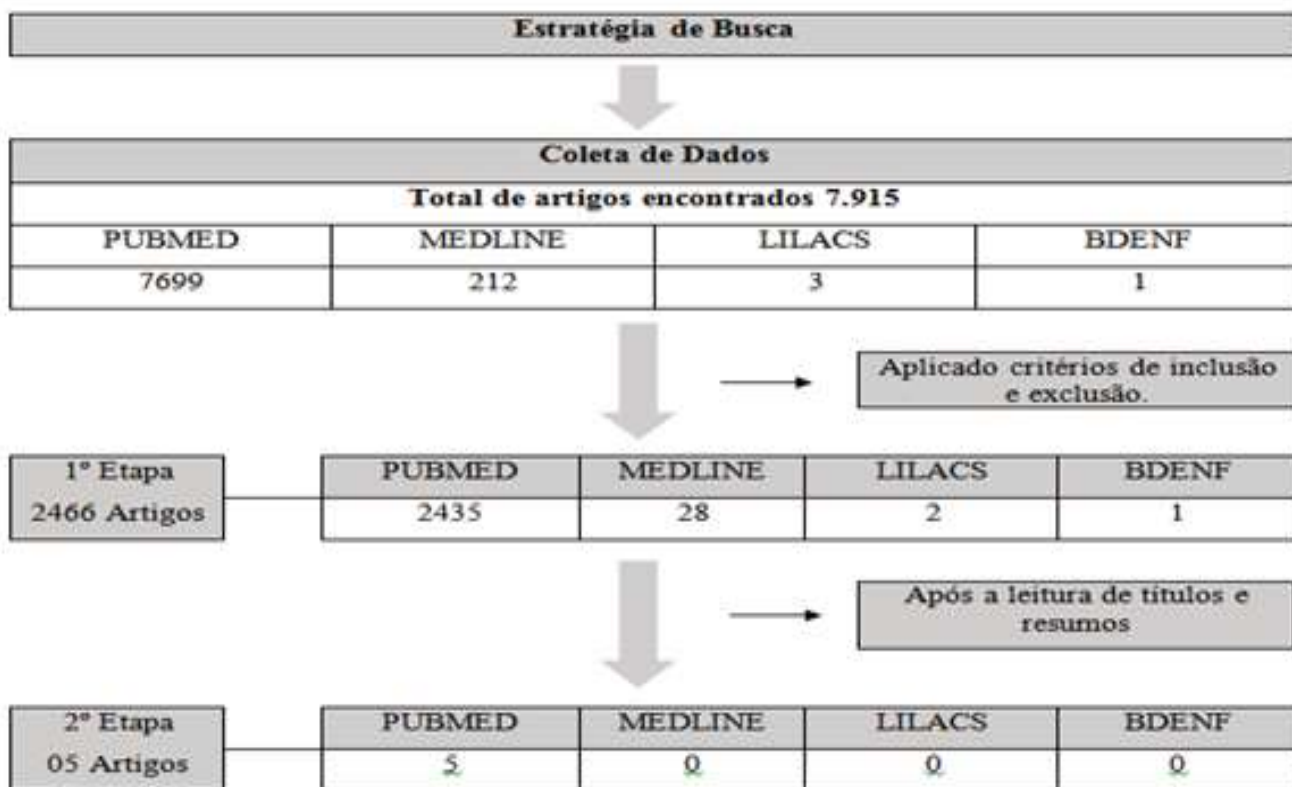 Estratégia de Busca
Coleta de Dados
Total de artigos encontrados 7.915
PUBMED MEDLINE LILACS BDENF
7699 212 3 1
Aplicado critérios de inclusão
e exclusão.
1º Etapa
2466 Artigos
PUBMED MEDLINE LILACS BDENF
2435 28 2 1
Após a leitura de títulos e
resumos
2º Etapa
05 Artigos
PUBMED MEDLINE LILACS BDENF
5 0 0 0